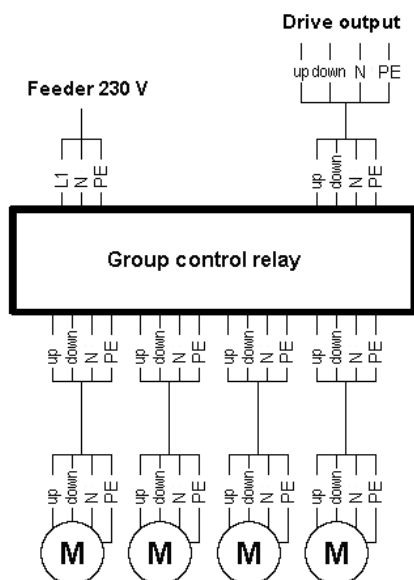 Drive output
up down N PE
Feeder 230 V
L1 N PE
up down N PE
Group control relay
up down N PE up down N PE up down N PE up down N PE
up down N PE up down N PE up down N PE up down N PE
M M M M